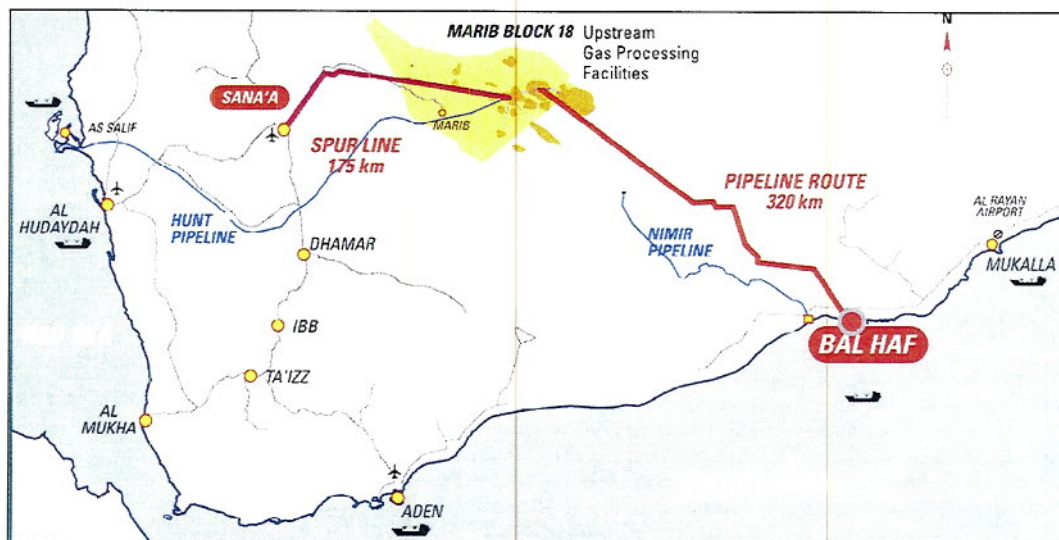 MARIB BLOCK 18 Upstream
Gas Processing
Facilities
N
SANA'A
AS SALIF
MARIB
SPUR LINE
175 km
PIPELINE ROUTE
320 km
AL
HUDAYDAH
HUNT
PIPELINE
DHAMAR
NIMIR
PIPELINE
AL RAYAN
AIRPORT
MUKALLA
IBB
BAL HAF
TA'IZZ
AL
MUKHA
ADEN